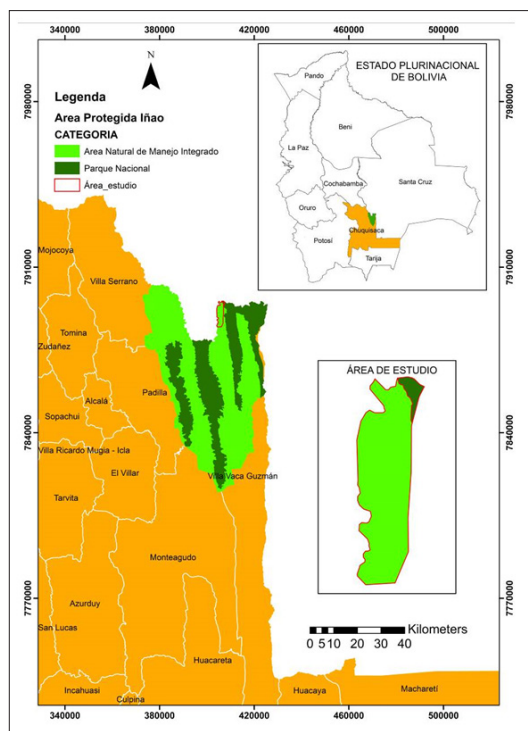 340000 380000 420000 460000 500000
N
Legenda
Area Protegida Iñao
CATEGORIA
Area Natural de Manejo Integrado
Parque Nacional
Área_estudio
ESTADO PLURINACIONAL
DE BOLIVIA
Pando
Beni
La Paz
Cochabamba
Santa Cruz
Oruro
Chuquisaca
Potosí
Tarija
7980000
7910000
7840000
7770000
7980000
7910000
7840000
7770000
Mojocoya
Villa Serrano
Tomina
Zudañez
Padilla
Alcalá
Sopachui
Villa Ricardo Mugia - Icla
El Villar
Villa Vaca Guzmán
Tarvita
Monteagudo
Azurduy
San Lucas
Huacareta
Incahuasi
Culpina
Huacaya
Macharetí
ÁREA DE ESTUDIO
Kilometers
0 5 10 20 30 40
340000 380000 420000 460000 500000